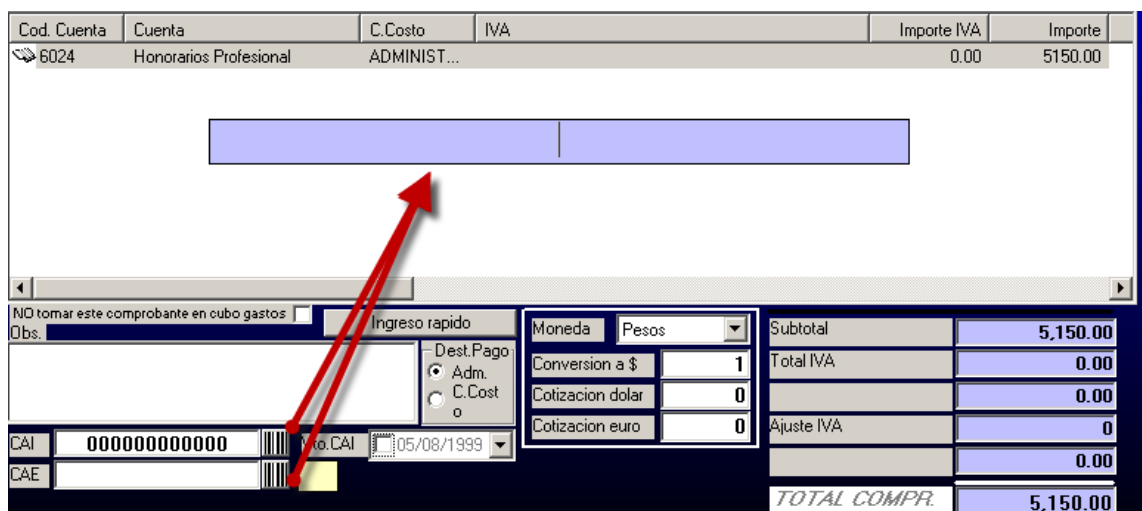 Cod. Cuenta Cuenta C.Costo IVA Importe IVA Importe
6024 Honorarios Profesional ADMINIST... 0.00 5150.00
NO tomar este comprobante en cubo gastos
Obs.
Ingreso rapido
Dest.Pago
Adm.
C.Cost
o
CAI 000000000000 Vto.CAI 05/08/1999
CAE
Moneda Pesos
Conversion a $ 1
Cotizacion dolar 0
Cotizacion euro 0
Subtotal 5,150.00
Total IVA 0.00
0.00
Ajuste IVA 0
0.00
TOTAL COMPR. 5,150.00